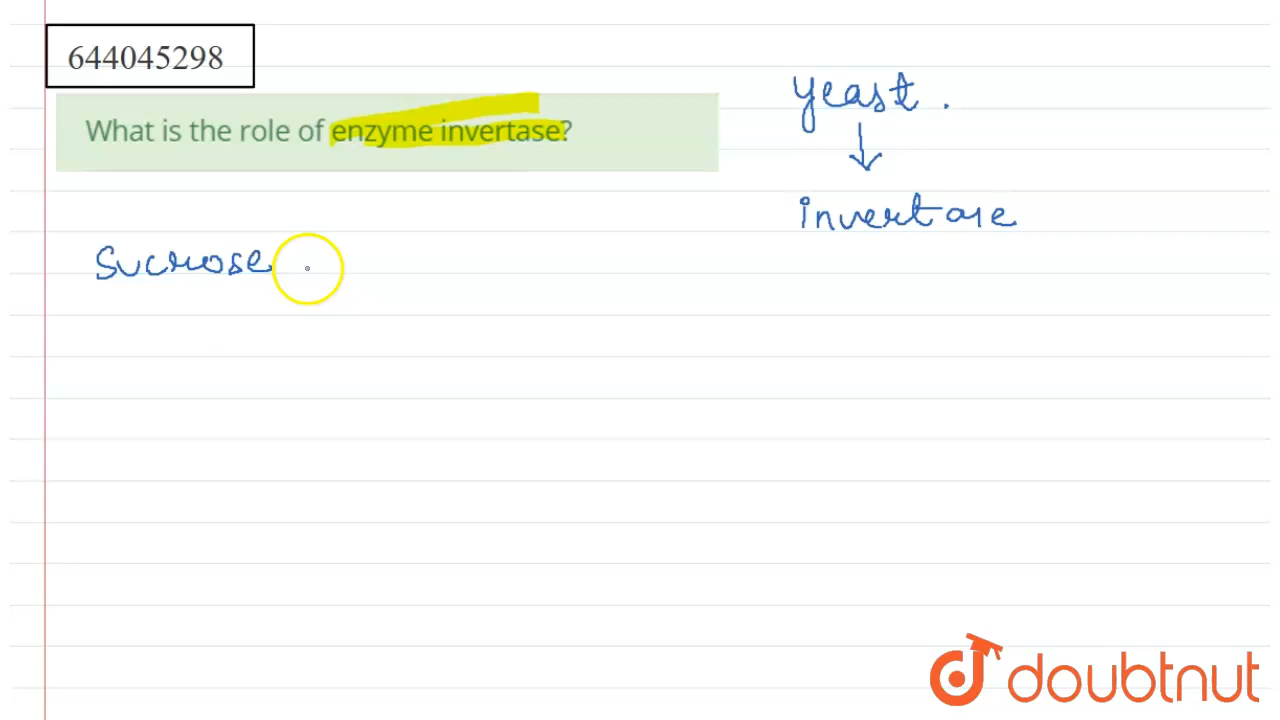 644045298
What is the role of enzyme invertase?
yeast.
invertase
Sucrose
doubtnut